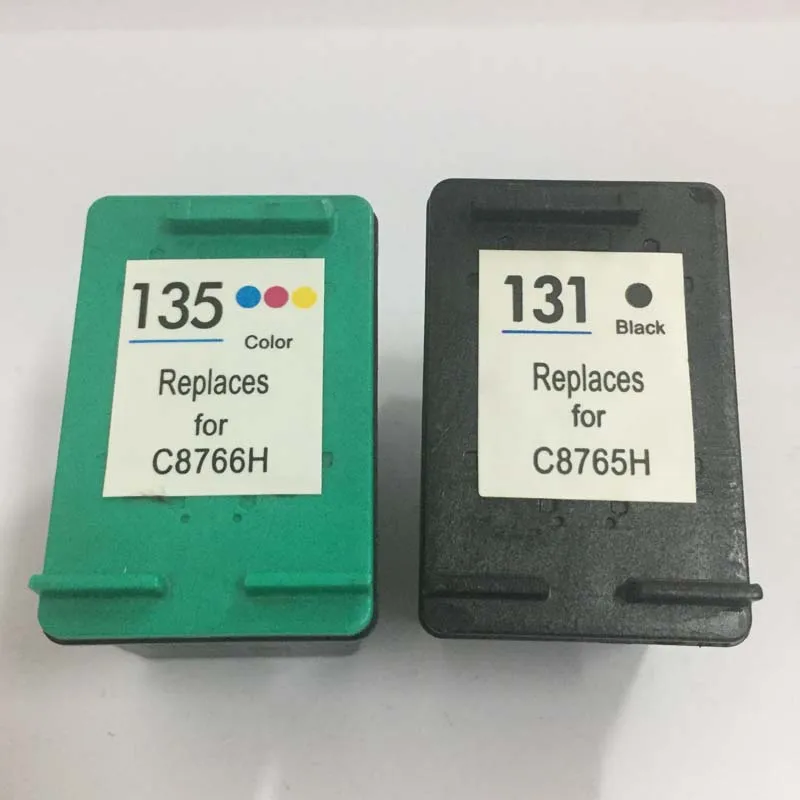 135
Color
Replaces
for
C8766H
131
Black
Replaces
for
C8765H